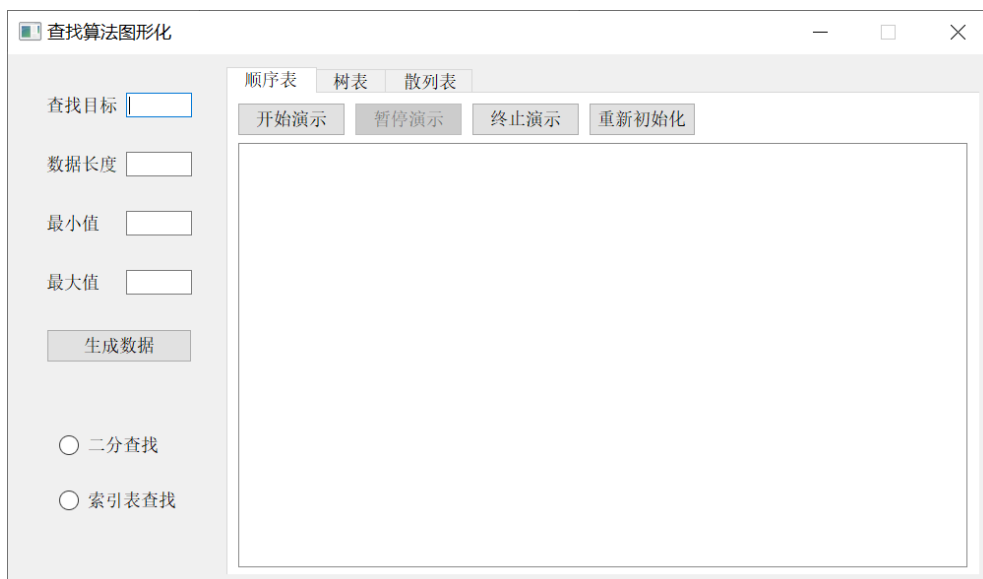 查找算法图形化
顺序表 树表 散列表
查找目标
开始演示 暂停演示 终止演示 重新初始化
数据长度
最小值
最大值
生成数据
二分查找
索引表查找